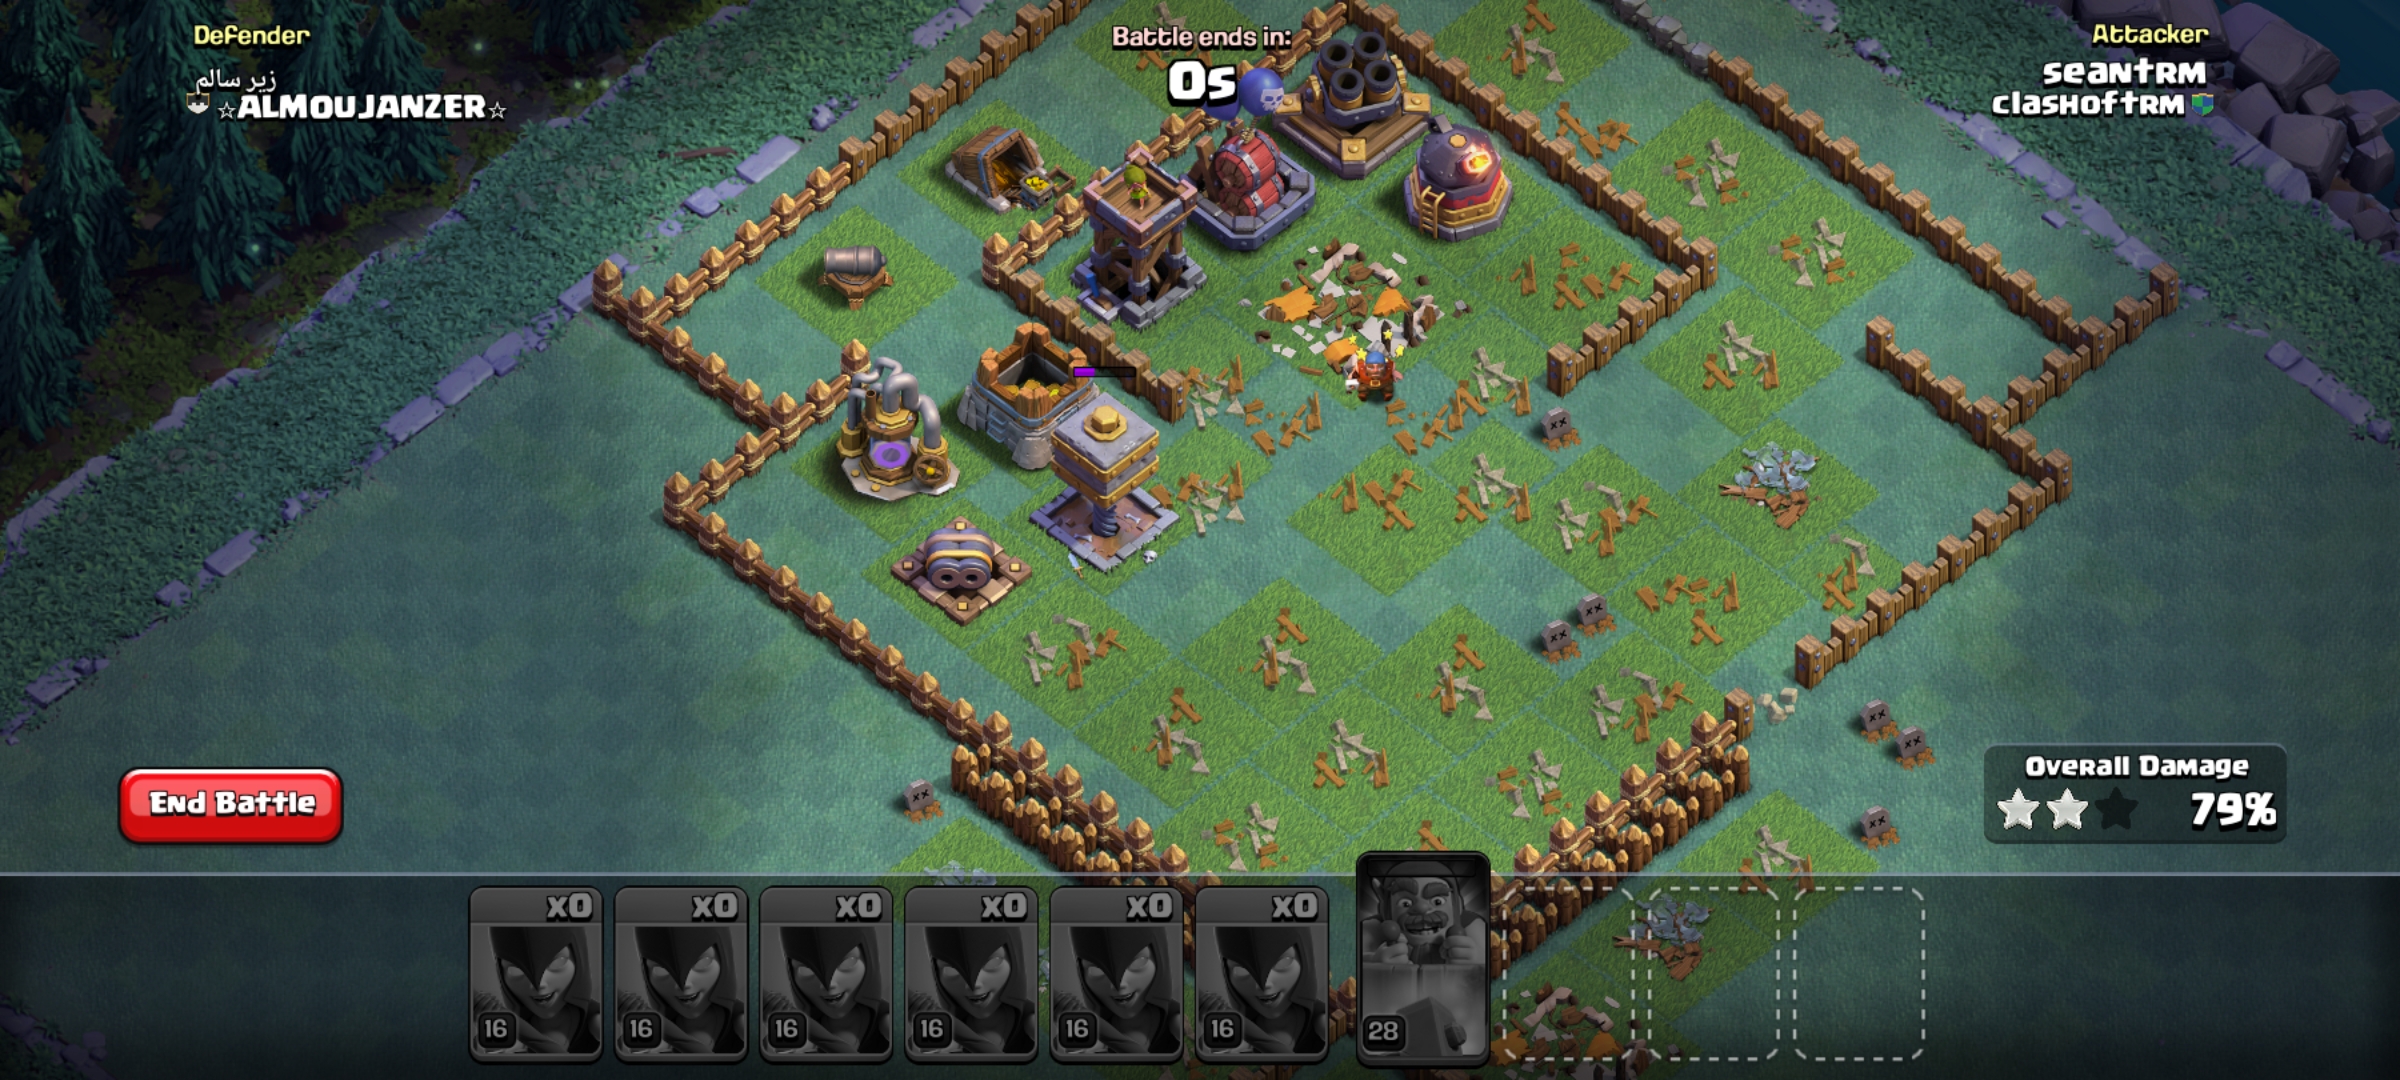 Defender
زير سالم
☆ALMOUJANZER☆
Battle ends in:
0s
Attacker
seantRM
clashoftRM
End Battle
Overall Damage
79%
x0 x0 x0 x0 x0 x0
16 16 16 16 16 16 28